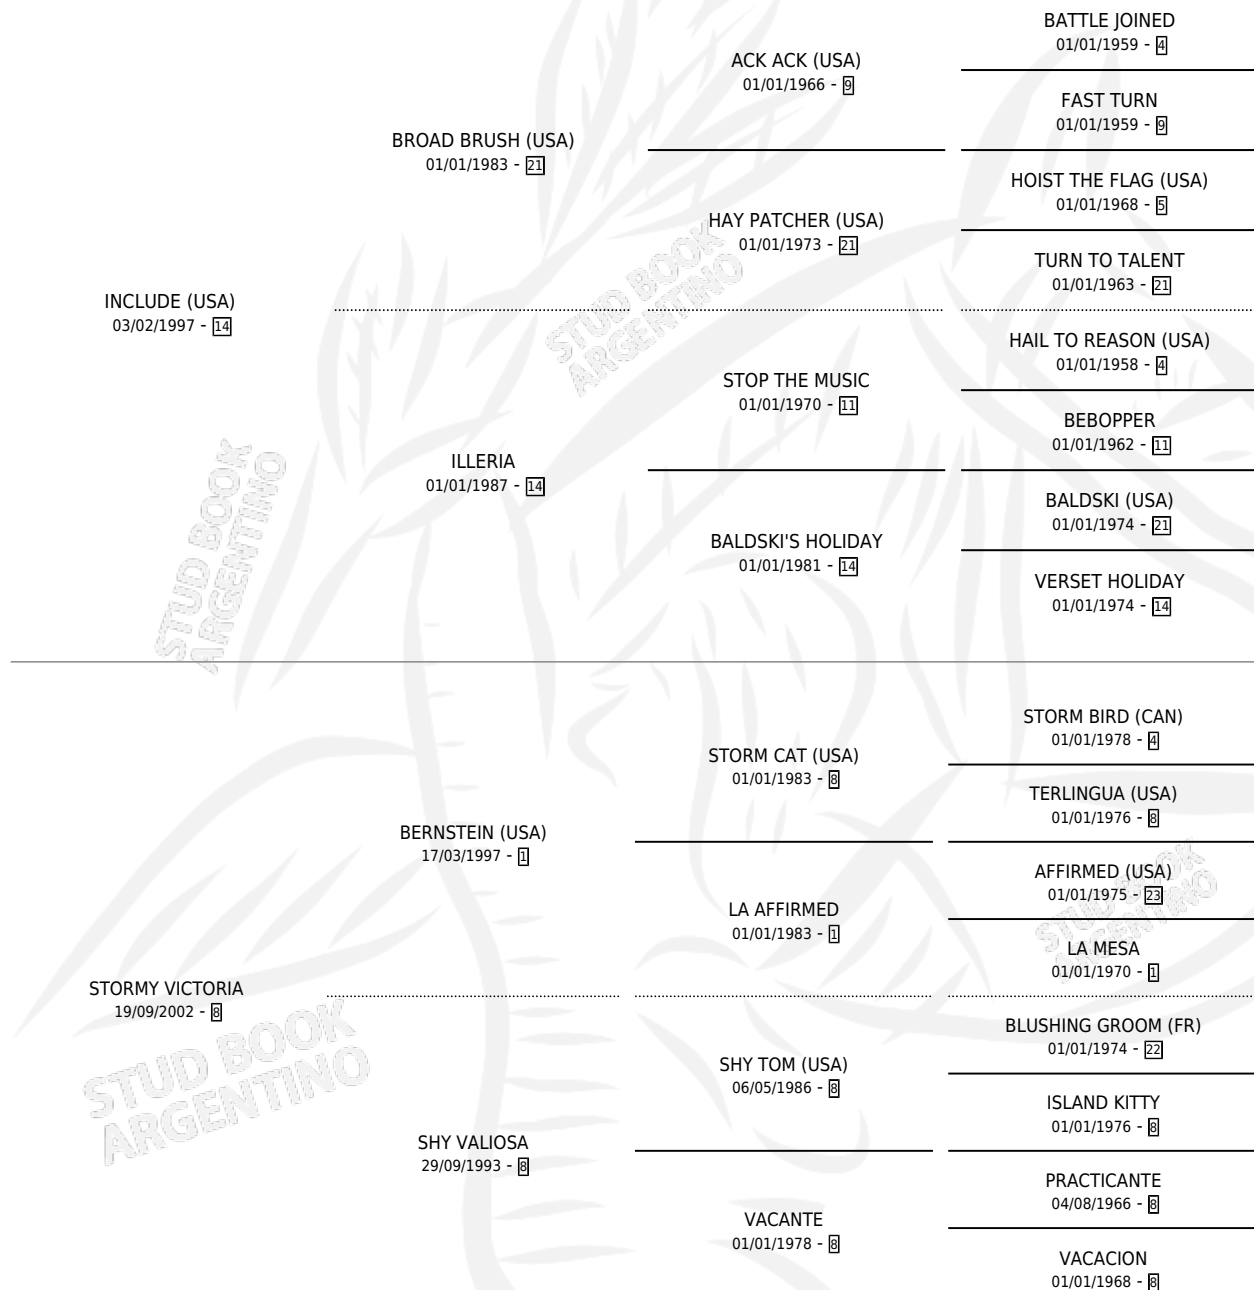 INCLUDE (USA)
03/02/1997 - 14
BROAD BRUSH (USA)
01/01/1983 - 21
ILLERIA
01/01/1987 - 14
ACK ACK (USA)
01/01/1966 - 9
HAY PATCHER (USA)
01/01/1973 - 21
STOP THE MUSIC
01/01/1970 - 11
BALDSKI'S HOLIDAY
01/01/1981 - 14
BATTLE JOINED
01/01/1959 - 4
FAST TURN
01/01/1959 - 9
HOIST THE FLAG (USA)
01/01/1968 - 5
TURN TO TALENT
01/01/1963 - 21
HAIL TO REASON (USA)
01/01/1958 - 4
BEBOPPER
01/01/1962 - 11
BALDSKI (USA)
01/01/1974 - 21
VERSET HOLIDAY
01/01/1974 - 14
STORMY VICTORIA
19/09/2002 - 8
BERNSTEIN (USA)
17/03/1997 - 1
SHY VALIOSA
29/09/1993 - 8
STORM CAT (USA)
01/01/1983 - 8
LA AFFIRMED
01/01/1983 - 1
SHY TOM (USA)
06/05/1986 - 8
VACANTE
01/01/1978 - 8
STORM BIRD (CAN)
01/01/1978 - 4
TERLINGUA (USA)
01/01/1976 - 8
AFFIRMED (USA)
01/01/1975 - 23
LA MESA
01/01/1970 - 1
BLUSHING GROOM (FR)
01/01/1974 - 22
ISLAND KITTY
01/01/1976 - 8
PRACTICANTE
04/08/1966 - 8
VACACION
01/01/1968 - 8
STUD BOOK
ARGENTINO
STUD BOOK
ARGENTINO
STUD BOOK
ARGENTINO
STUD BOOK
ARGENTINO